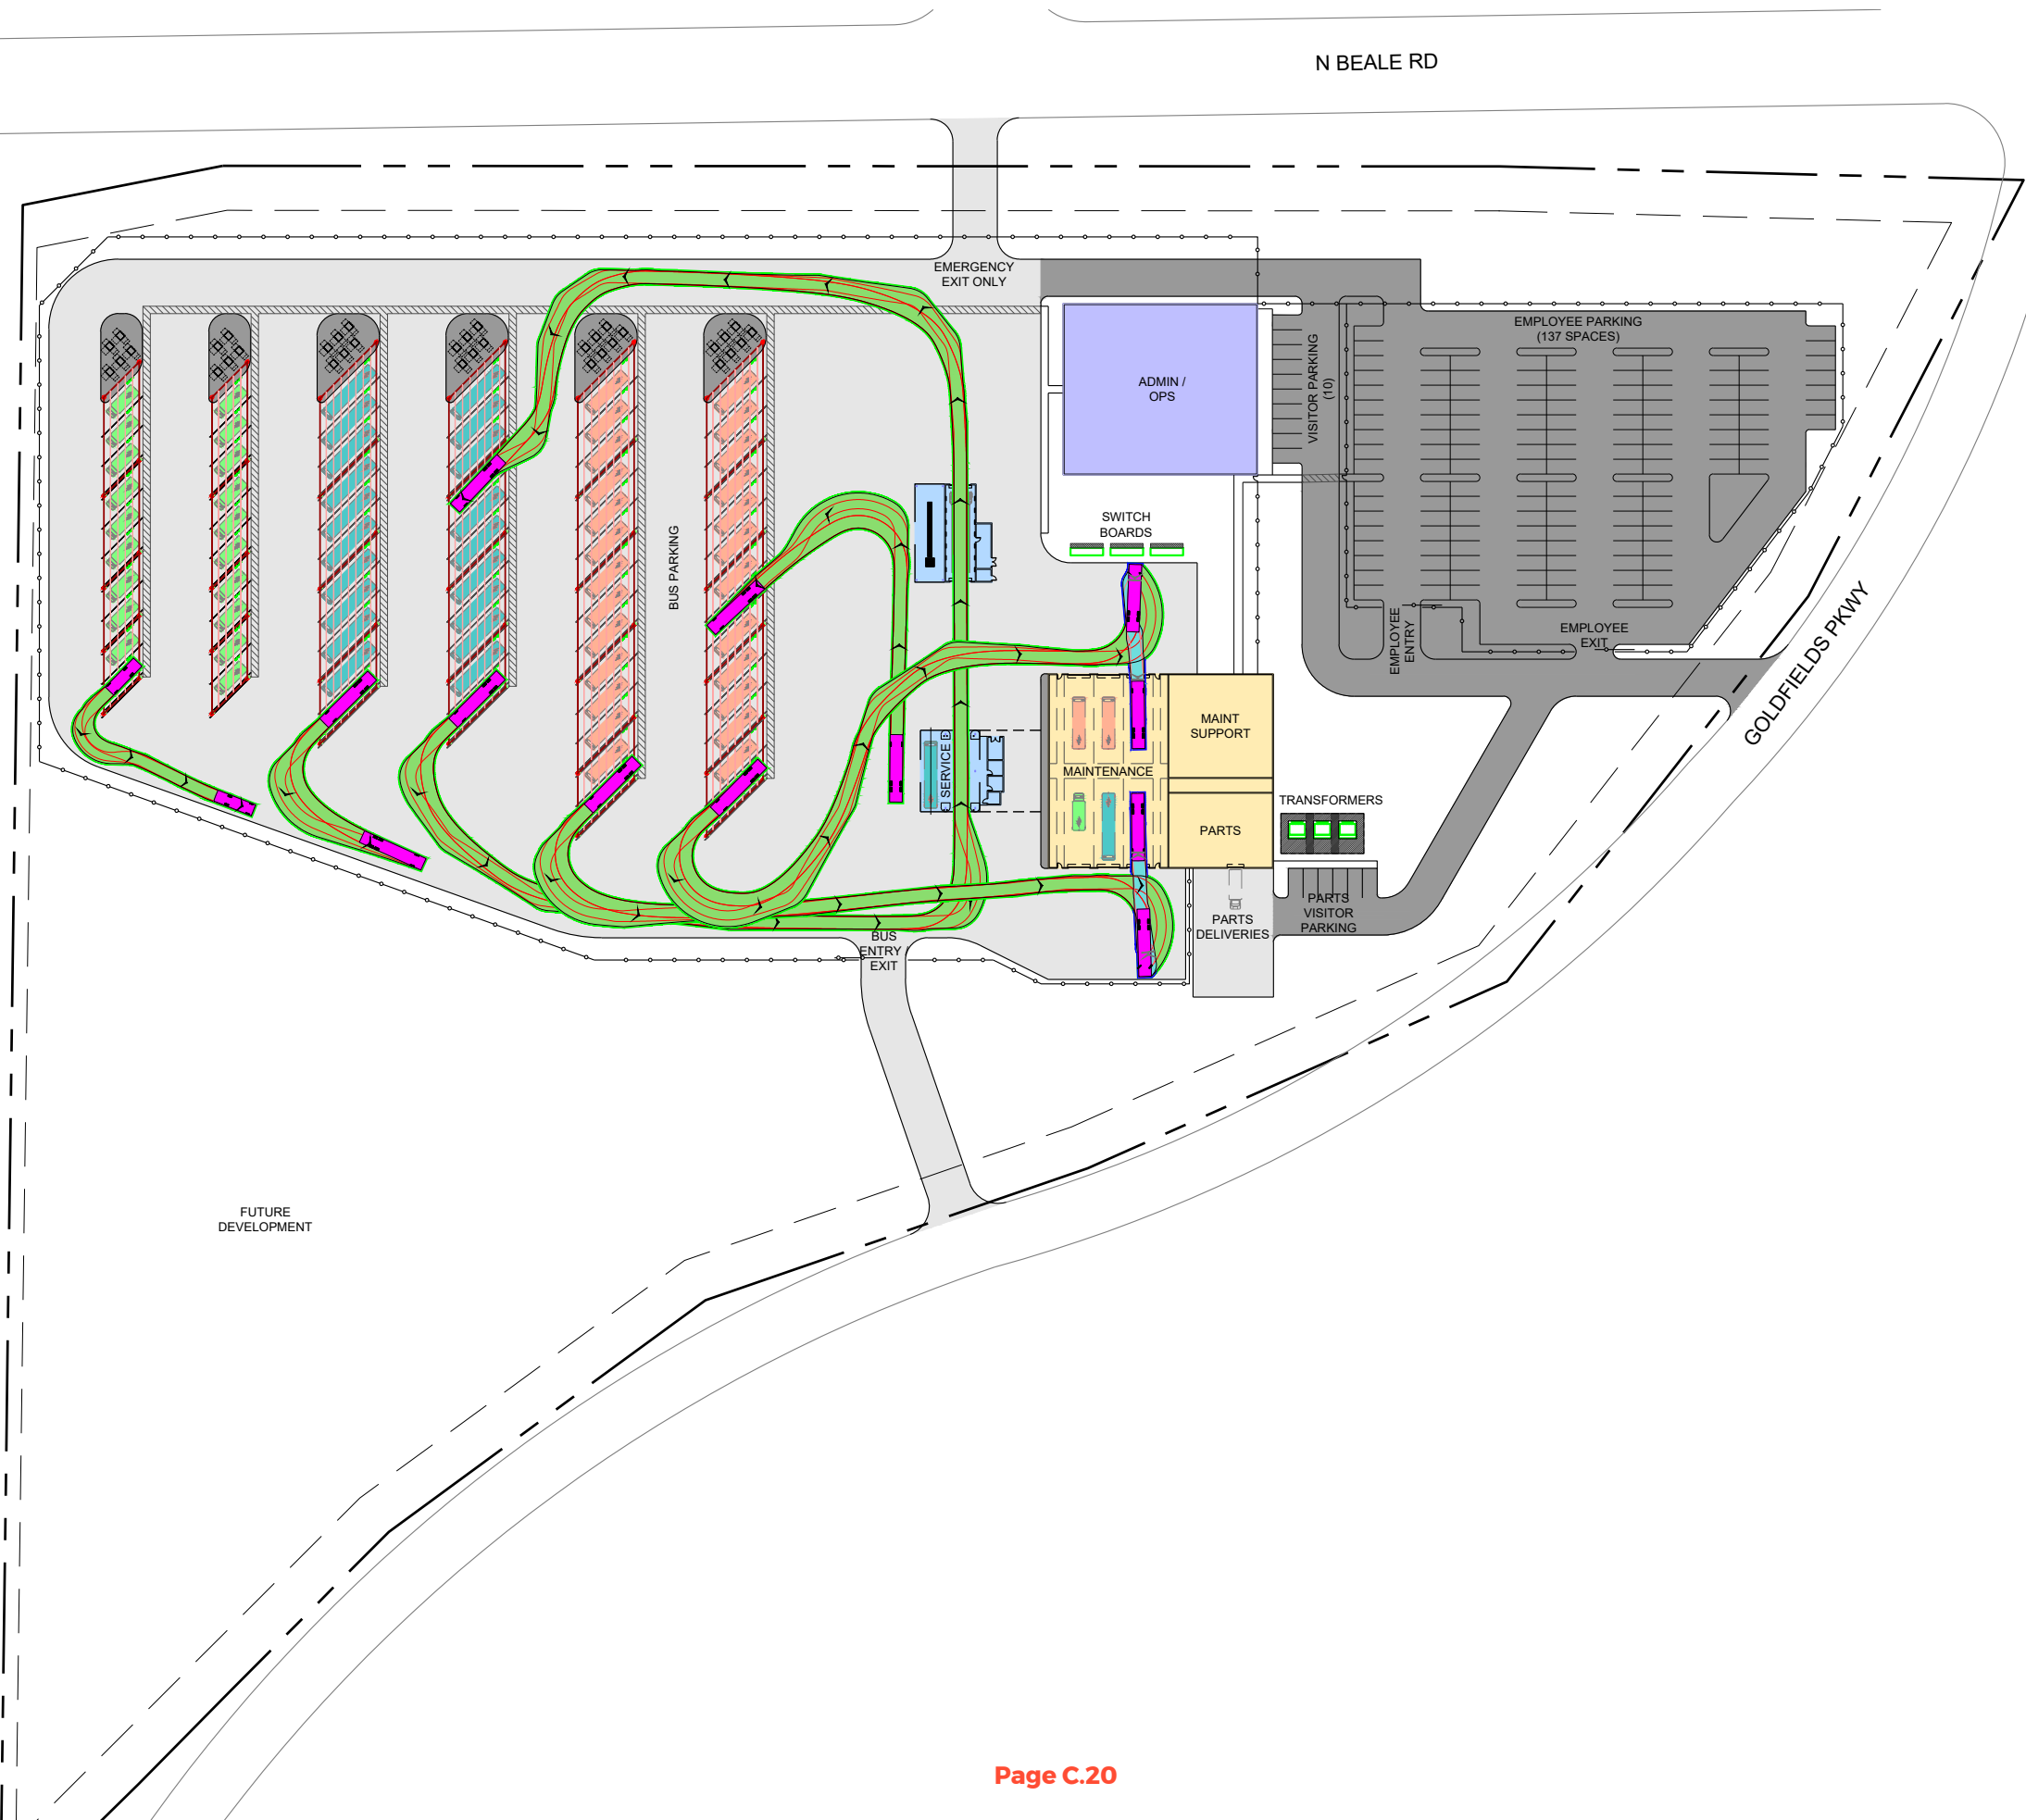 N BEALE RD
EMERGENCY
EXIT ONLY
EMPLOYEE PARKING
(137 SPACES)
VISITOR PARKING
(10)
ADMIN /
OPS
SWITCH
BOARDS
BUS PARKING
EMPLOYEE
ENTRY
EMPLOYEE
EXIT
GOLDFIELDS PKWY
MAINT
SUPPORT
SERVICE
MAINTENANCE
TRANSFORMERS
PARTS
PARTS
VISITOR
PARKING
PARTS
DELIVERIES
BUS
ENTRY /
EXIT
FUTURE
DEVELOPMENT
Page C.20